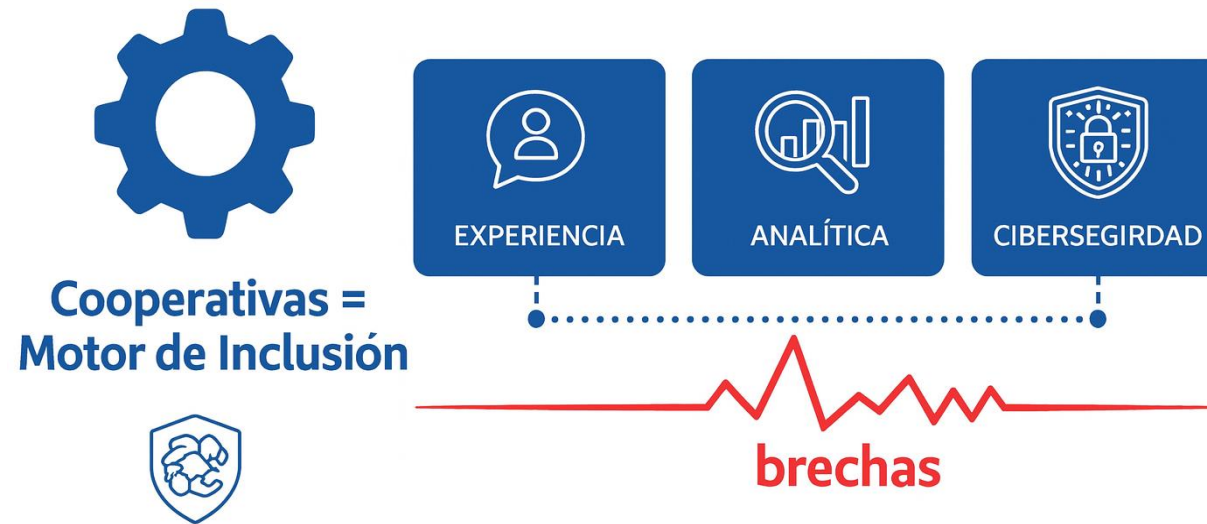 Cooperativas =
Motor de Inclusión
EXPERIENCIA
ANALÍTICA
CIBERSEGIRDAD
brechas